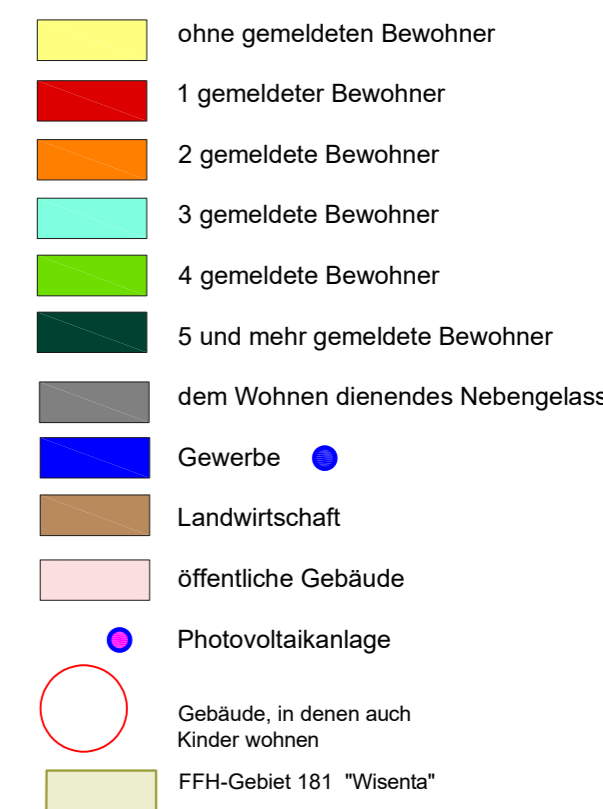 ohne gemeldeten Bewohner
1 gemeldeter Bewohner
2 gemeldete Bewohner
3 gemeldete Bewohner
4 gemeldete Bewohner
5 und mehr gemeldete Bewohner
dem Wohnen dienendes Nebengelass
Gewerbe
Landwirtschaft
öffentliche Gebäude
Photovoltaikanlage
Gebäude, in denen auch
Kinder wohnen
FFH-Gebiet 181 "Wisenta"